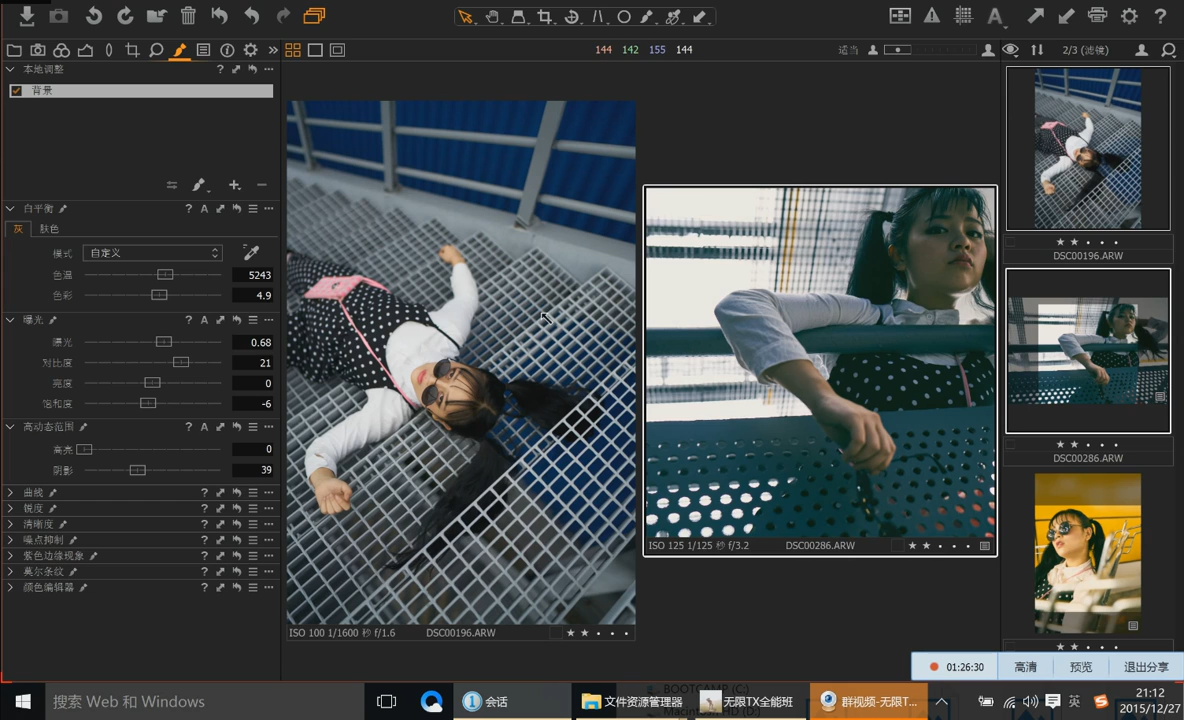 144 142 155 144
适当
2/3 (滤镜)
本地调整
背景
白平衡
灰 肤色
模式 自定义
色温 5243
色彩 4.9
曝光
曝光 0.68
对比度 21
亮度 0
饱和度 -6
高动态范围
高亮 0
阴影 39
曲线
锐度
清晰度
噪点抑制
紫色边缘现象
莫尔条纹
颜色编辑器
ISO 100 1/1600 秒 f/1.6 DSC00196.ARW
ISO 125 1/125 秒 f/3.2 DSC00286.ARW
DSC00196.ARW
DSC00286.ARW
01:26:30 高清 预览 退出分享
搜索 Web 和 Windows
会话
文件资源管理器
BOOTCAMP (C:)
无限TX全能班
群视频-无限T...
英
21:12
2015/12/27